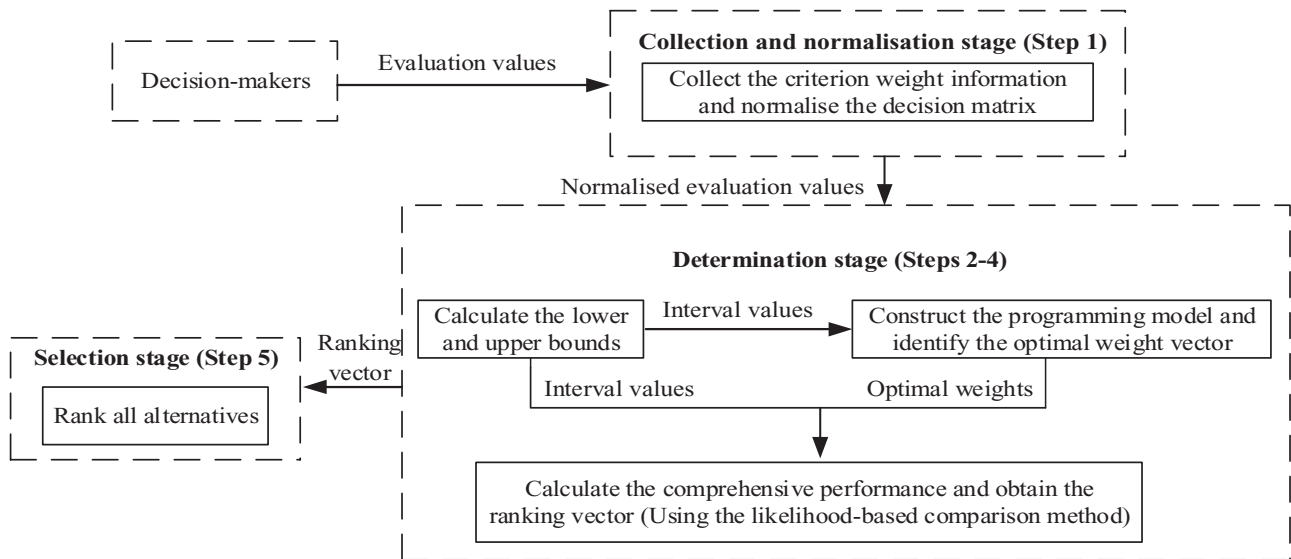 Decision-makers
Evaluation values
Collection and normalisation stage (Step 1)
Collect the criterion weight information
and normalise the decision matrix
Normalised evaluation values
Determination stage (Steps 2-4)
Calculate the lower
and upper bounds
Interval values
Construct the programming model and
identify the optimal weight vector
Interval values
Optimal weights
Calculate the comprehensive performance and obtain the
ranking vector (Using the likelihood-based comparison method)
Ranking
vector
Selection stage (Step 5)
Rank all alternatives